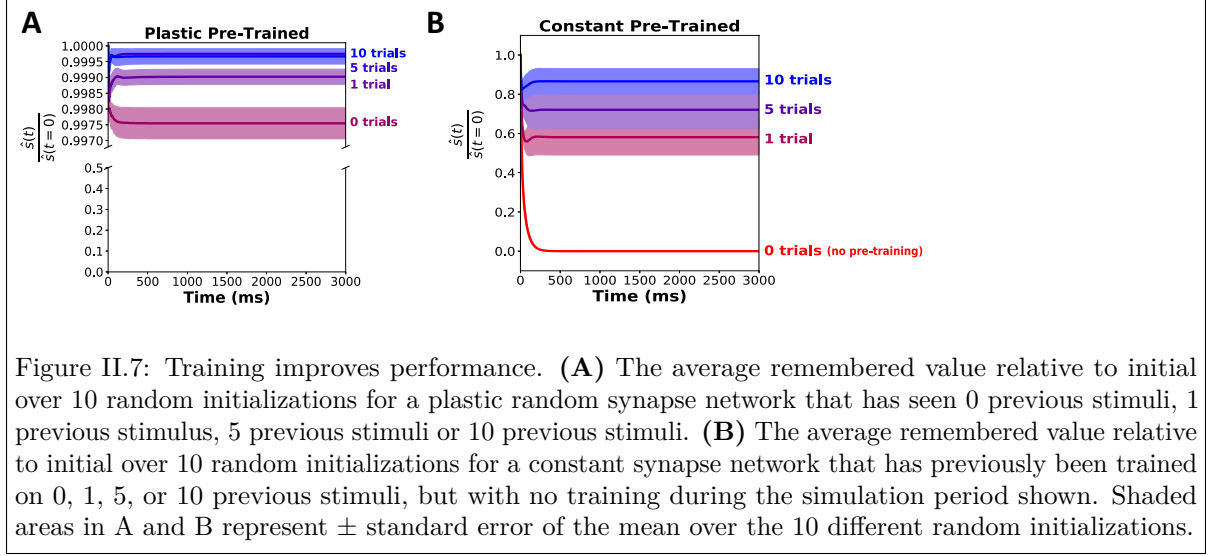 A
Plastic Pre-Trained
1.0000
0.9995
0.9990
0.9985
0.9980
0.9975
0.9970
0.5
0.4
0.3
0.2
0.1
0.0
ŝ(t)
ŝ(t = 0)
10 trials
5 trials
1 trial
0 trials
0 500 1000 1500 2000 2500 3000
Time (ms)
B
Constant Pre-Trained
1.0
0.8
0.6
0.4
0.2
0.0
ŝ(t)
ŝ(t = 0)
10 trials
5 trials
1 trial
0 trials (no pre-training)
0 500 1000 1500 2000 2500 3000
Time (ms)
Figure II.7: Training improves performance. (A) The average remembered value relative to initial
over 10 random initializations for a plastic random synapse network that has seen 0 previous stimuli, 1
previous stimulus, 5 previous stimuli or 10 previous stimuli. (B) The average remembered value relative
to initial over 10 random initializations for a constant synapse network that has previously been trained
on 0, 1, 5, or 10 previous stimuli, but with no training during the simulation period shown. Shaded
areas in A and B represent ± standard error of the mean over the 10 different random initializations.